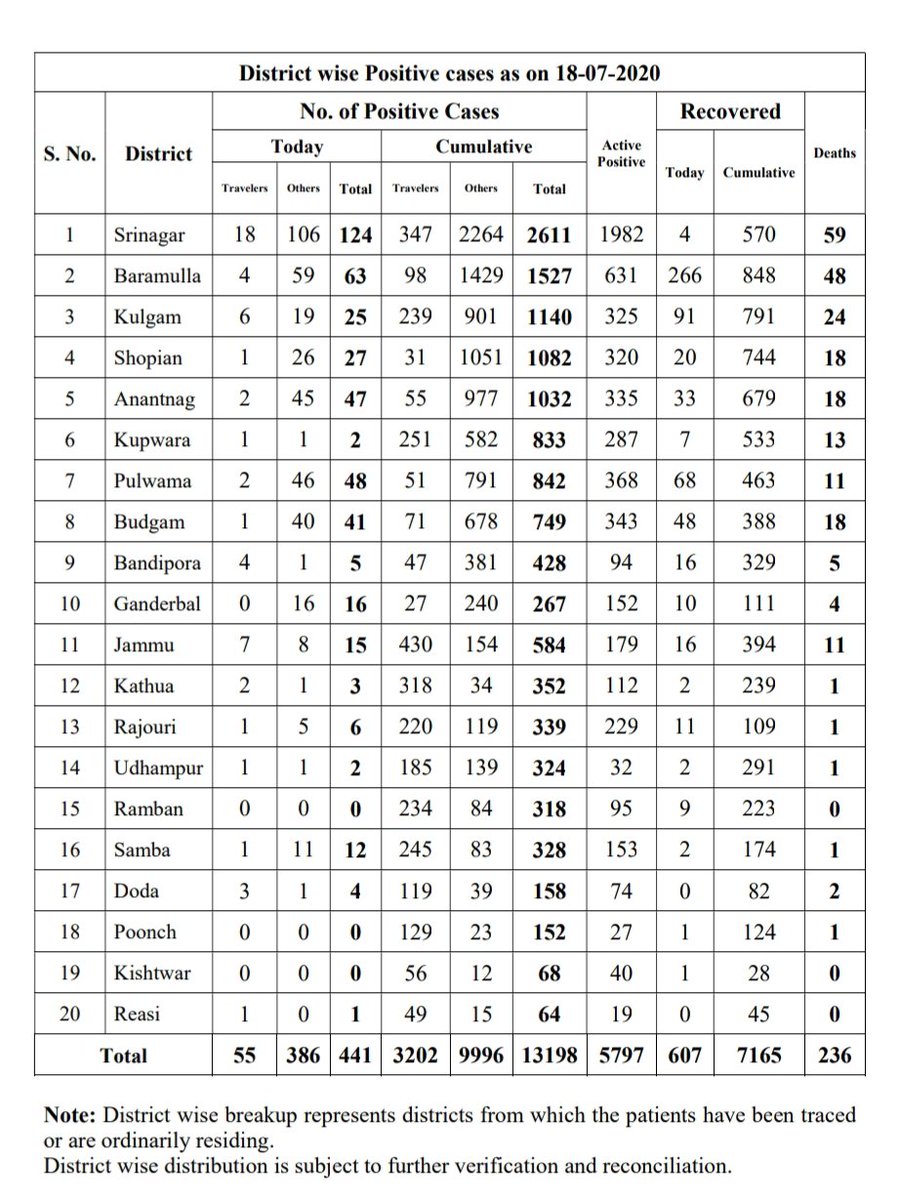 District wise Positive cases as on 18-07-2020
S. No. District No. of Positive Cases Active Positive Recovered Deaths
Today Cumulative Today Cumulative
Travelers Others Total Travelers Others Total
1 Srinagar 18 106 124 347 2264 2611 1982 4 570 59
2 Baramulla 4 59 63 98 1429 1527 631 266 848 48
3 Kulgam 6 19 25 239 901 1140 325 91 791 24
4 Shopian 1 26 27 31 1051 1082 320 20 744 18
5 Anantnag 2 45 47 55 977 1032 335 33 679 18
6 Kupwara 1 1 2 251 582 833 287 7 533 13
7 Pulwama 2 46 48 51 791 842 368 68 463 11
8 Budgam 1 40 41 71 678 749 343 48 388 18
9 Bandipora 4 1 5 47 381 428 94 16 329 5
10 Ganderbal 0 16 16 27 240 267 152 10 111 4
11 Jammu 7 8 15 430 154 584 179 16 394 11
12 Kathua 2 1 3 318 34 352 112 2 239 1
13 Rajouri 1 5 6 220 119 339 229 11 109 1
14 Udhampur 1 1 2 185 139 324 32 2 291 1
15 Ramban 0 0 0 234 84 318 95 9 223 0
16 Samba 1 11 12 245 83 328 153 2 174 1
17 Doda 3 1 4 119 39 158 74 0 82 2
18 Poonch 0 0 0 129 23 152 27 1 124 1
19 Kishtwar 0 0 0 56 12 68 40 1 28 0
20 Reasi 1 0 1 49 15 64 19 0 45 0
Total 55 386 441 3202 9996 13198 5797 607 7165 236
Note: District wise breakup represents districts from which the patients have been traced
or are ordinarily residing.
District wise distribution is subject to further verification and reconciliation.